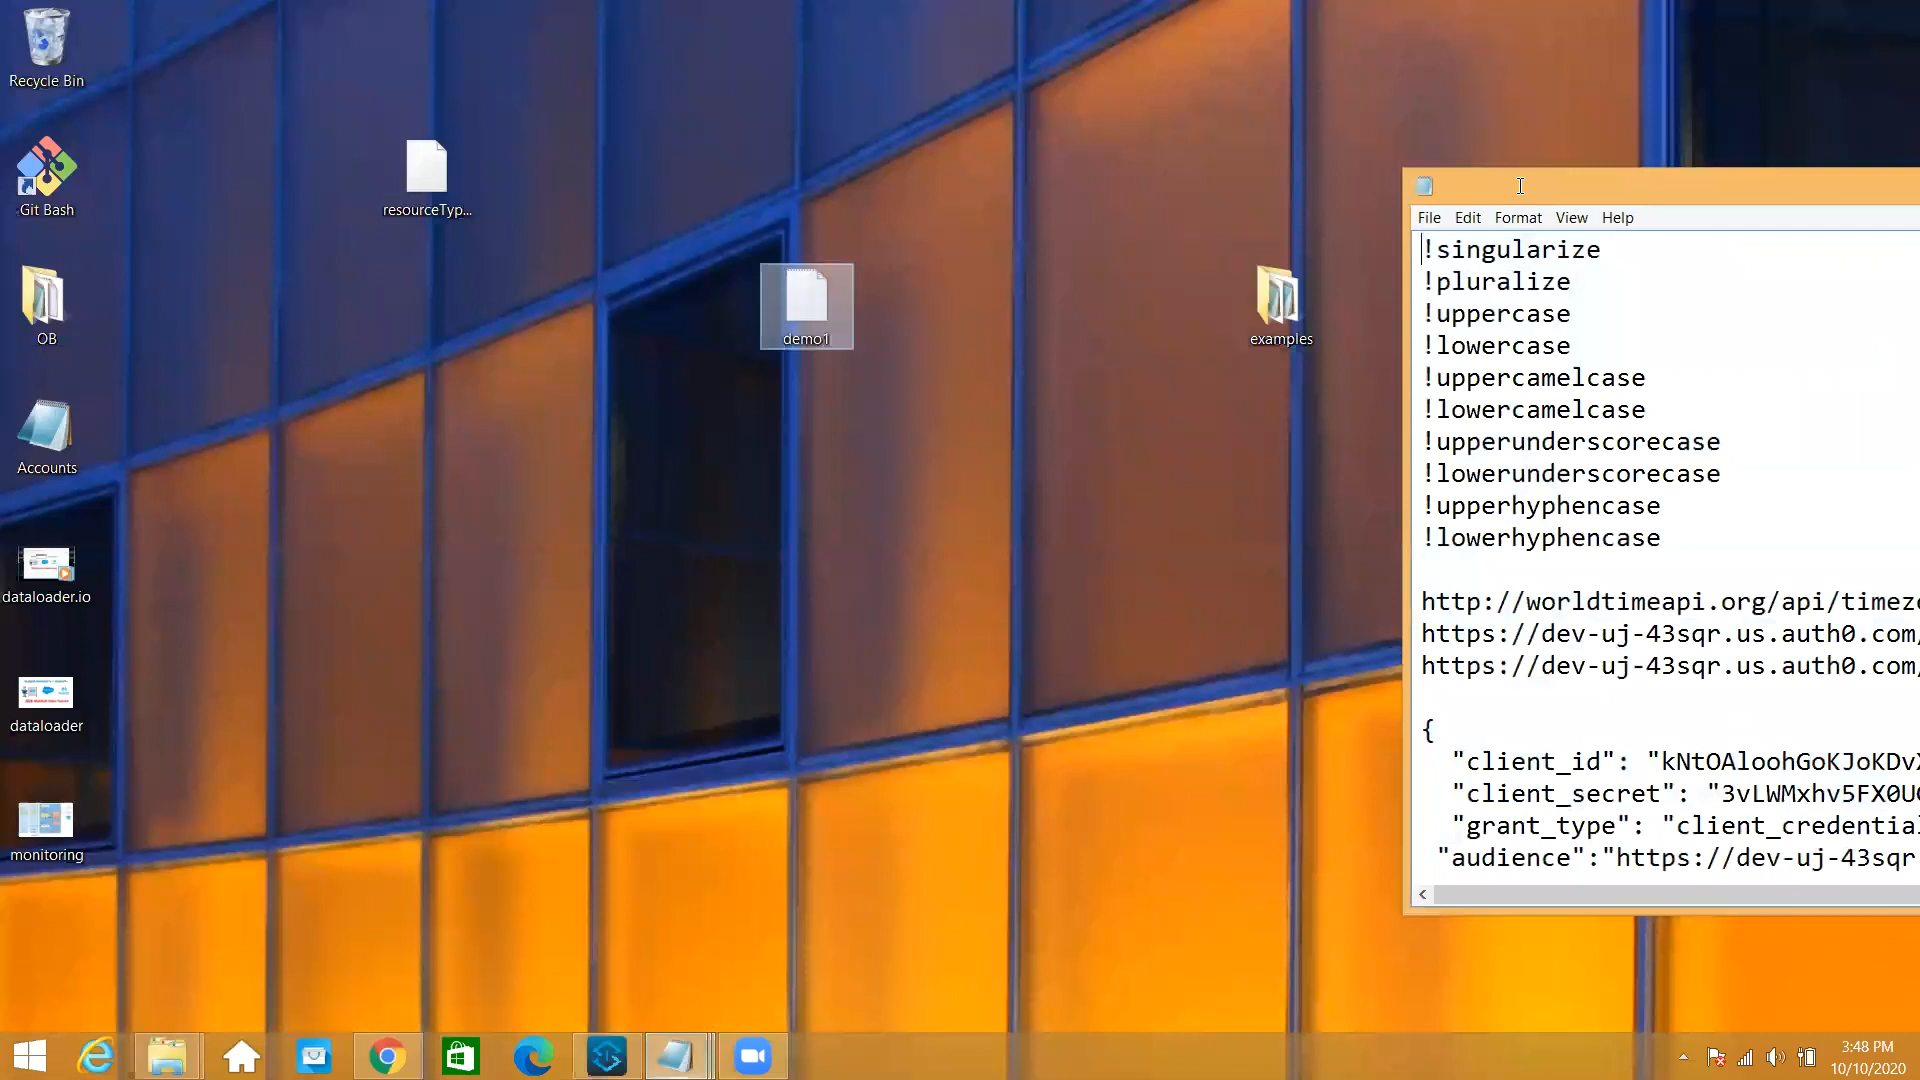 Recycle Bin
Git Bash
OB
Accounts
dataloader.io
dataloader
monitoring
resourceTyp...
demo1
examples
File Edit Format View Help
!singularize
!pluralize
!uppercase
!lowercase
!uppercamelcase
!lowercamelcase
!upperunderscorecase
!lowerunderscorecase
!upperhyphencase
!lowerhyphencase
http://worldtimeapi.org/api/timez
https://dev-uj-43sqr.us.auth0.com/
https://dev-uj-43sqr.us.auth0.com/
{
"client_id": "kNtOAloohGoKJoKDv
"client_secret": "3vLWMxhv5FX0U
"grant_type": "client_credential
"audience":"https://dev-uj-43sqr
3:48 PM
10/10/2020